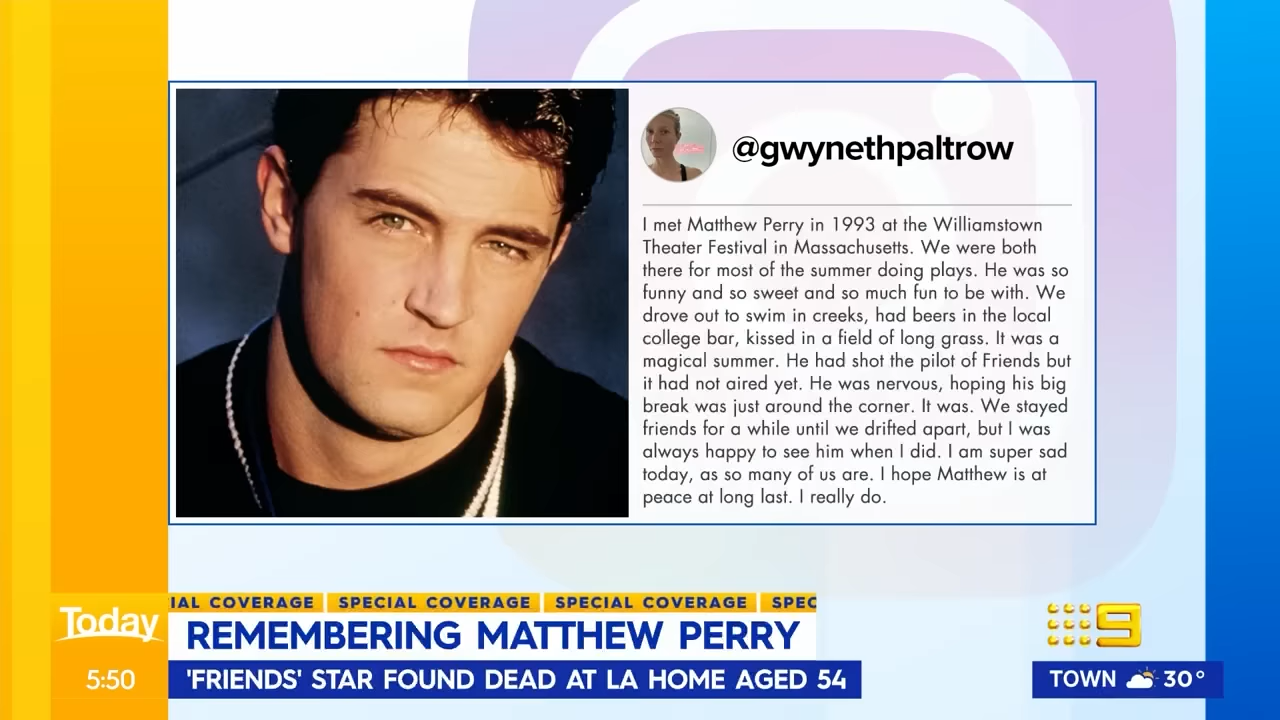 @gwynethpaltrow
I met Matthew Perry in 1993 at the Williamstown
Theater Festival in Massachusetts. We were both
there for most of the summer doing plays. He was so
funny and so sweet and so much fun to be with. We
drove out to swim in creeks, had beers in the local
college bar, kissed in a field of long grass. It was a
magical summer. He had shot the pilot of Friends but
it had not aired yet. He was nervous, hoping his big
break was just around the corner. It was. We stayed
friends for a while until we drifted apart, but I was
always happy to see him when I did. I am super sad
today, as so many of us are. I hope Matthew is at
peace at long last. I really do.
IAL COVERAGE SPECIAL COVERAGE SPECIAL COVERAGE SPEC
Today
REMEMBERING MATTHEW PERRY
9
5:50
'FRIENDS' STAR FOUND DEAD AT LA HOME AGED 54
TOWN 30°